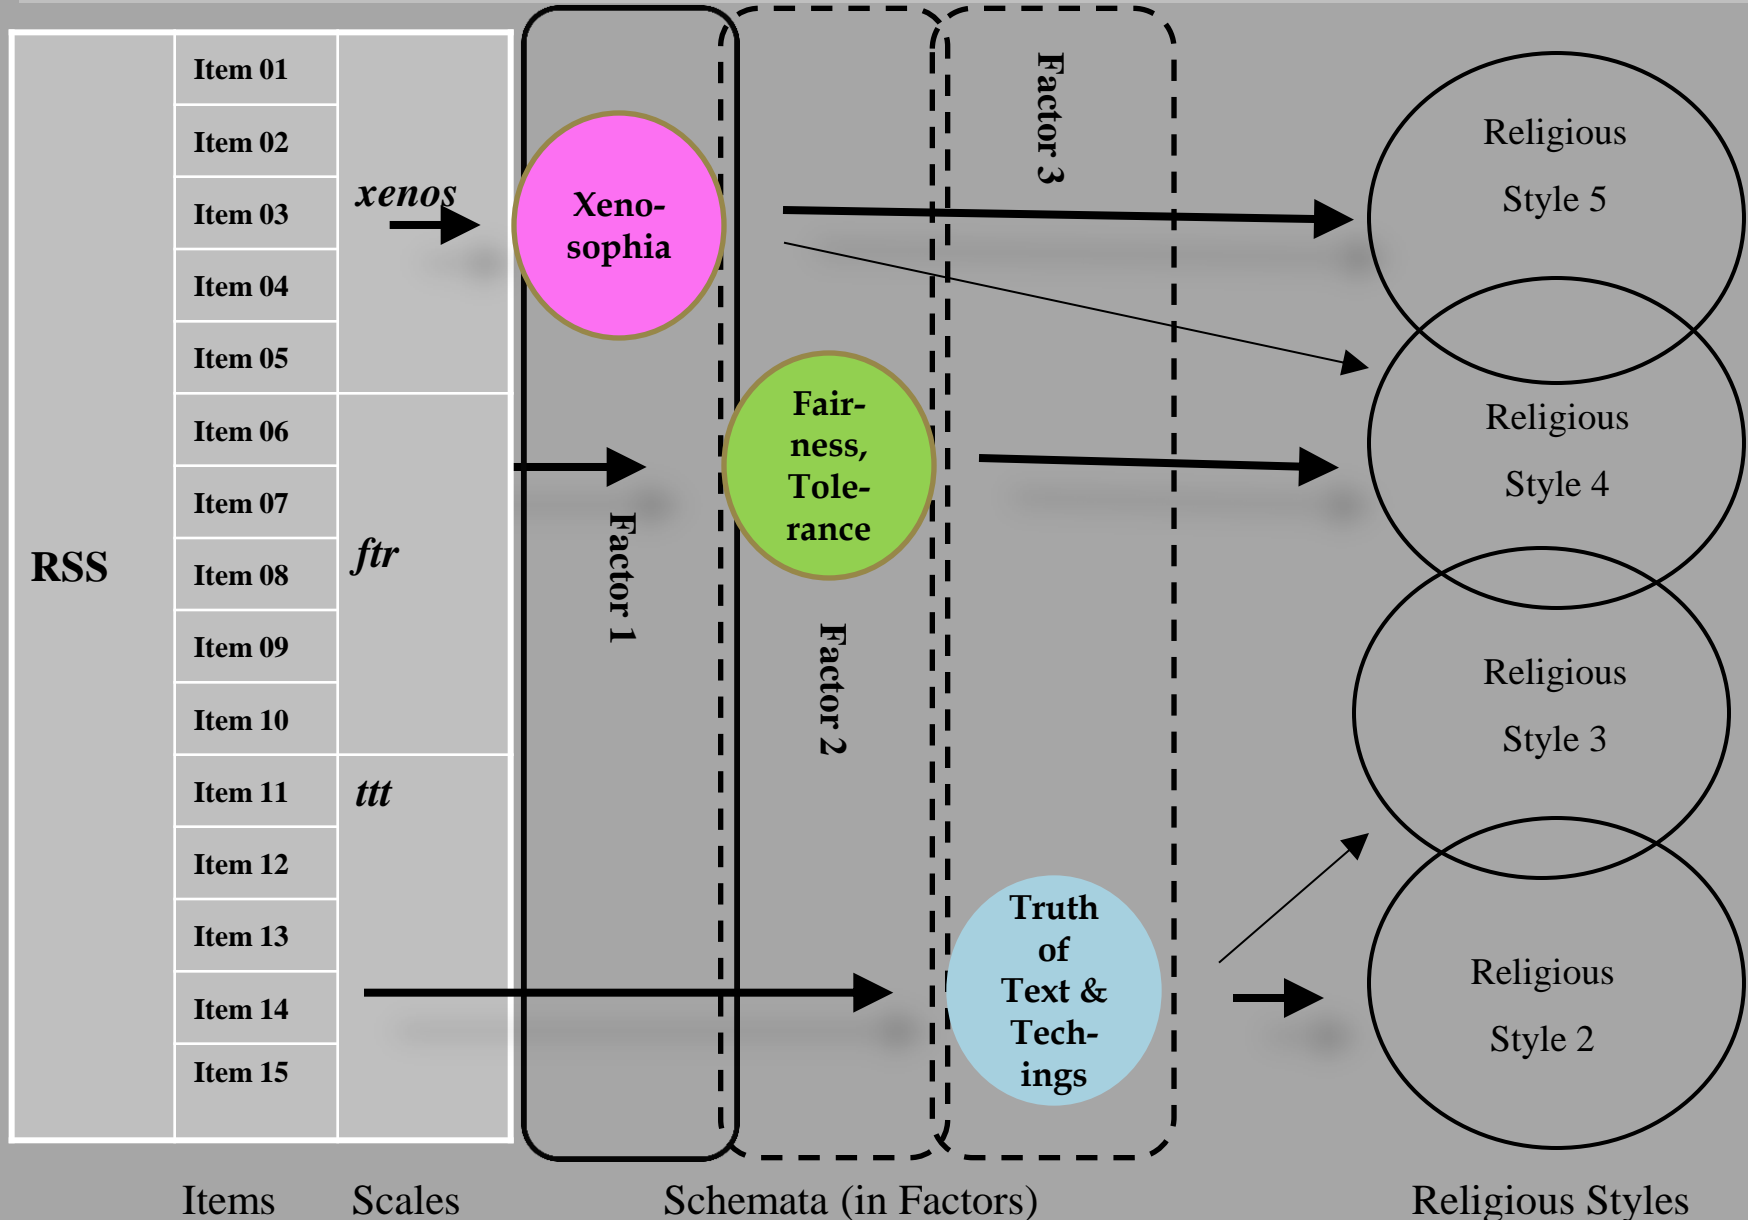 RSS
Item 01
Item 02
Item 03
Item 04
Item 05
Item 06
Item 07
Item 08
Item 09
Item 10
Item 11
Item 12
Item 13
Item 14
Item 15
xenos
ftr
ttt
Factor 1
Xeno-
sophia
Factor 2
Fair-
ness,
Tole-
rance
Factor 3
Truth
of
Text &
Tech-
ings
Religious
Style 5
Religious
Style 4
Religious
Style 3
Religious
Style 2
Items
Scales
Schemata (in Factors)
Religious Styles